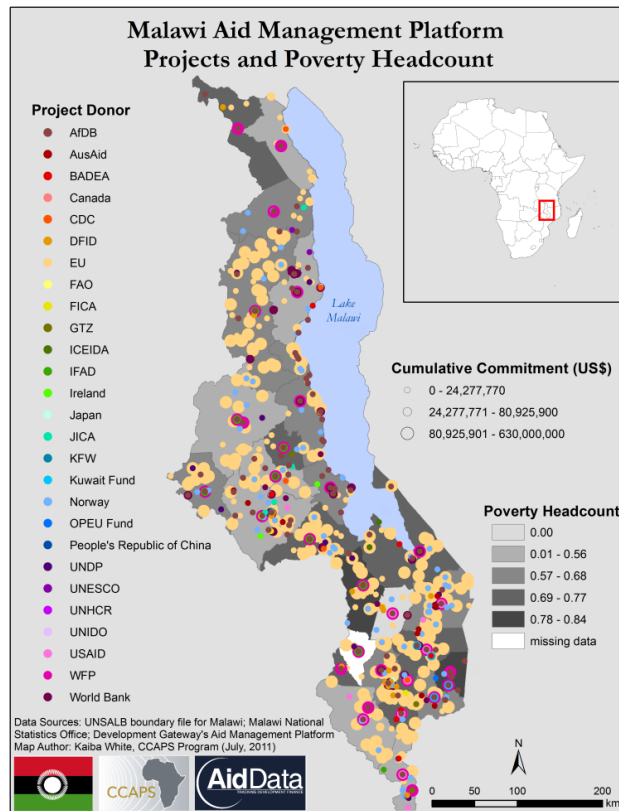 Malawi Aid Management Platform
Projects and Poverty Headcount
Project Donor
AfDB
AusAid
BADEA
Canada
CDC
DFID
EU
FAO
FICA
GTZ
ICEIDA
IFAD
Ireland
Japan
JICA
KFW
Kuwait Fund
Norway
OPEU Fund
People's Republic of China
UNDP
UNESCO
UNHCR
UNIDO
USAID
WFP
World Bank
Lake
Malawi
Cumulative Commitment (US$)
0 - 24,277,770
24,277,771 - 80,925,900
80,925,901 - 630,000,000
Poverty Headcount
0.00
0.01 - 0.56
0.57 - 0.68
0.69 - 0.77
0.78 - 0.84
missing data
Data Sources: UNSALB boundary file for Malawi; Malawi National
Statistics Office; Development Gateway's Aid Management Platform
Map Author: Kaiba White, CCAPS Program (July, 2011)
CCAPS
AidData
TRACKING DEVELOPMENT FINANCE
N
0 50 100 200
km